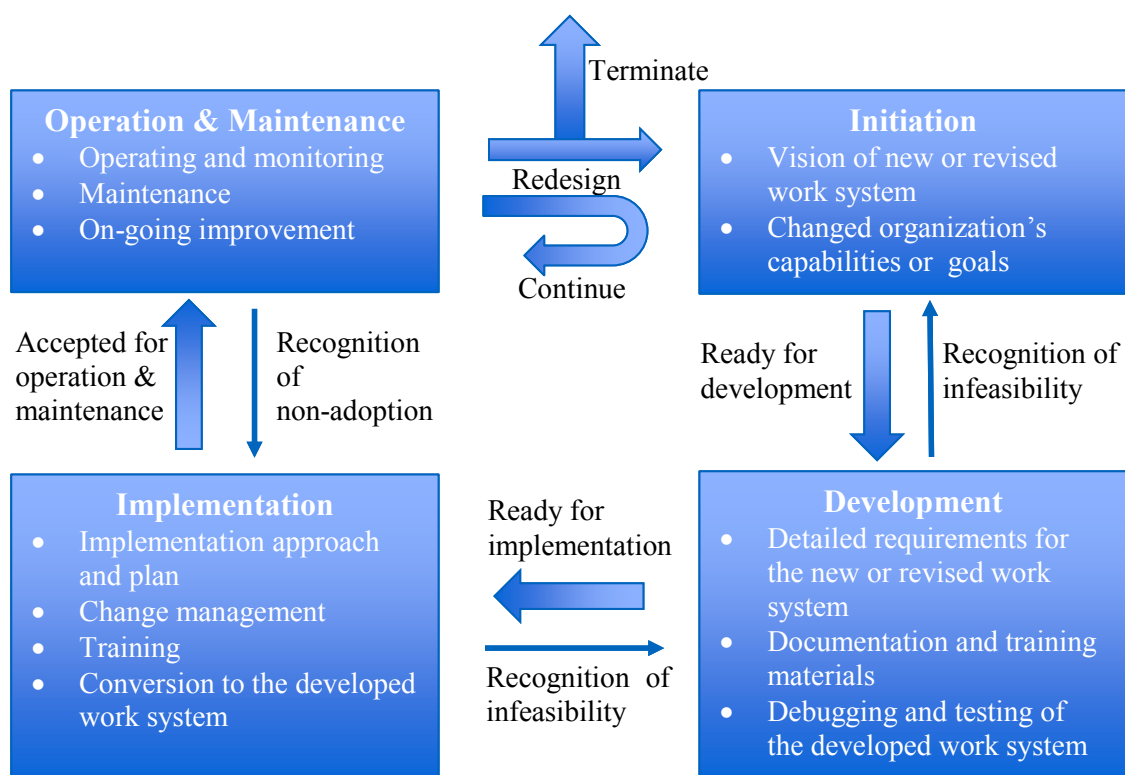 Terminate
Operation & Maintenance
• Operating and monitoring
• Maintenance
• On-going improvement
Redesign
Continue
Initiation
• Vision of new or revised
work system
• Changed organization's
capabilities or goals
Accepted for
operation &
maintenance
Recognition
of
non-adoption
Ready for
development
Recognition of
infeasibility
Implementation
• Implementation approach
and plan
• Change management
• Training
• Conversion to the developed
work system
Ready for
implementation
Recognition of
infeasibility
Development
• Detailed requirements for
the new or revised work
system
• Documentation and training
materials
• Debugging and testing of
the developed work system